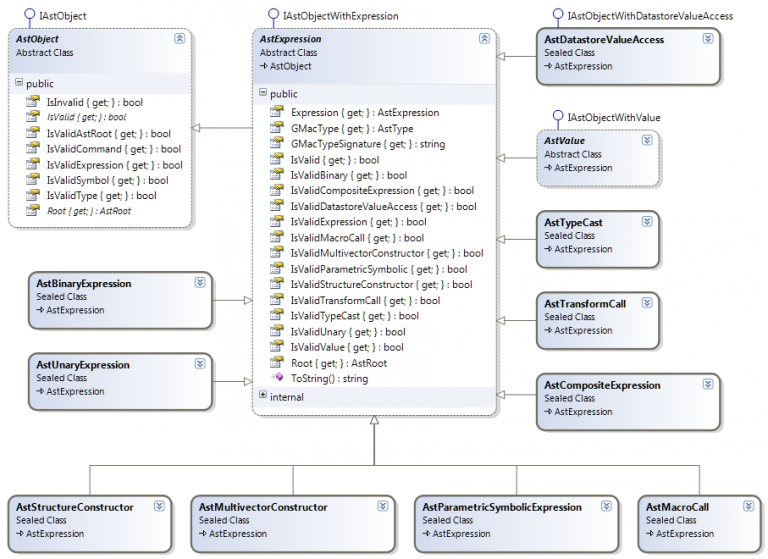 IAstObject
AstObject
Abstract Class
public
IsInvalid { get; } : bool
IsValid { get; } : bool
IsValidAstRoot { get; } : bool
IsValidCommand { get; } : bool
IsValidExpression { get; } : bool
IsValidSymbol { get; } : bool
IsValidType { get; } : bool
Root { get; } : AstRoot
IAstObjectWithExpression
AstExpression
Abstract Class
AstObject
public
Expression { get; } : AstExpression
GMacType { get; } : AstType
GMacTypeSignature { get; } : string
IsValid { get; } : bool
IsValidBinary { get; } : bool
IsValidCompositeExpression { get; } : bool
IsValidDatastoreValueAccess { get; } : bool
IsValidExpression { get; } : bool
IsValidMacroCall { get; } : bool
IsValidMultivectorConstructor { get; } : bool
IsValidParametricSymbolic { get; } : bool
IsValidStructureConstructor { get; } : bool
IsValidTransformCall { get; } : bool
IsValidTypeCast { get; } : bool
IsValidUnary { get; } : bool
IsValidValue { get; } : bool
Root { get; } : AstRoot
ToString() : string
internal
IAstObjectWithDatastoreValueAccess
AstDatastoreValueAccess
Sealed Class
AstExpression
IAstObjectWithValue
AstValue
Abstract Class
AstExpression
AstTypeCast
Sealed Class
AstExpression
AstTransformCall
Sealed Class
AstExpression
AstCompositeExpression
Sealed Class
AstExpression
AstBinaryExpression
Sealed Class
AstExpression
AstUnaryExpression
Sealed Class
AstExpression
AstStructureConstructor
Sealed Class
AstExpression
AstMultivectorConstructor
Sealed Class
AstExpression
AstParametricSymbolicExpression
Sealed Class
AstExpression
AstMacroCall
Sealed Class
AstExpression